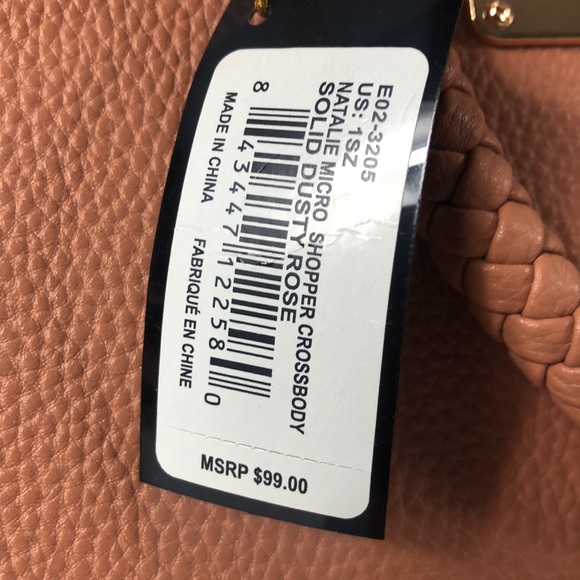 E02-3205
US: 1SZ
NATALIE MICRO SHOPPER CROSSBODY
SOLID DUSTY ROSE
8 43447 12258 0
MADE IN CHINA FABRIQUÉ EN CHINE
MSRP $99.00